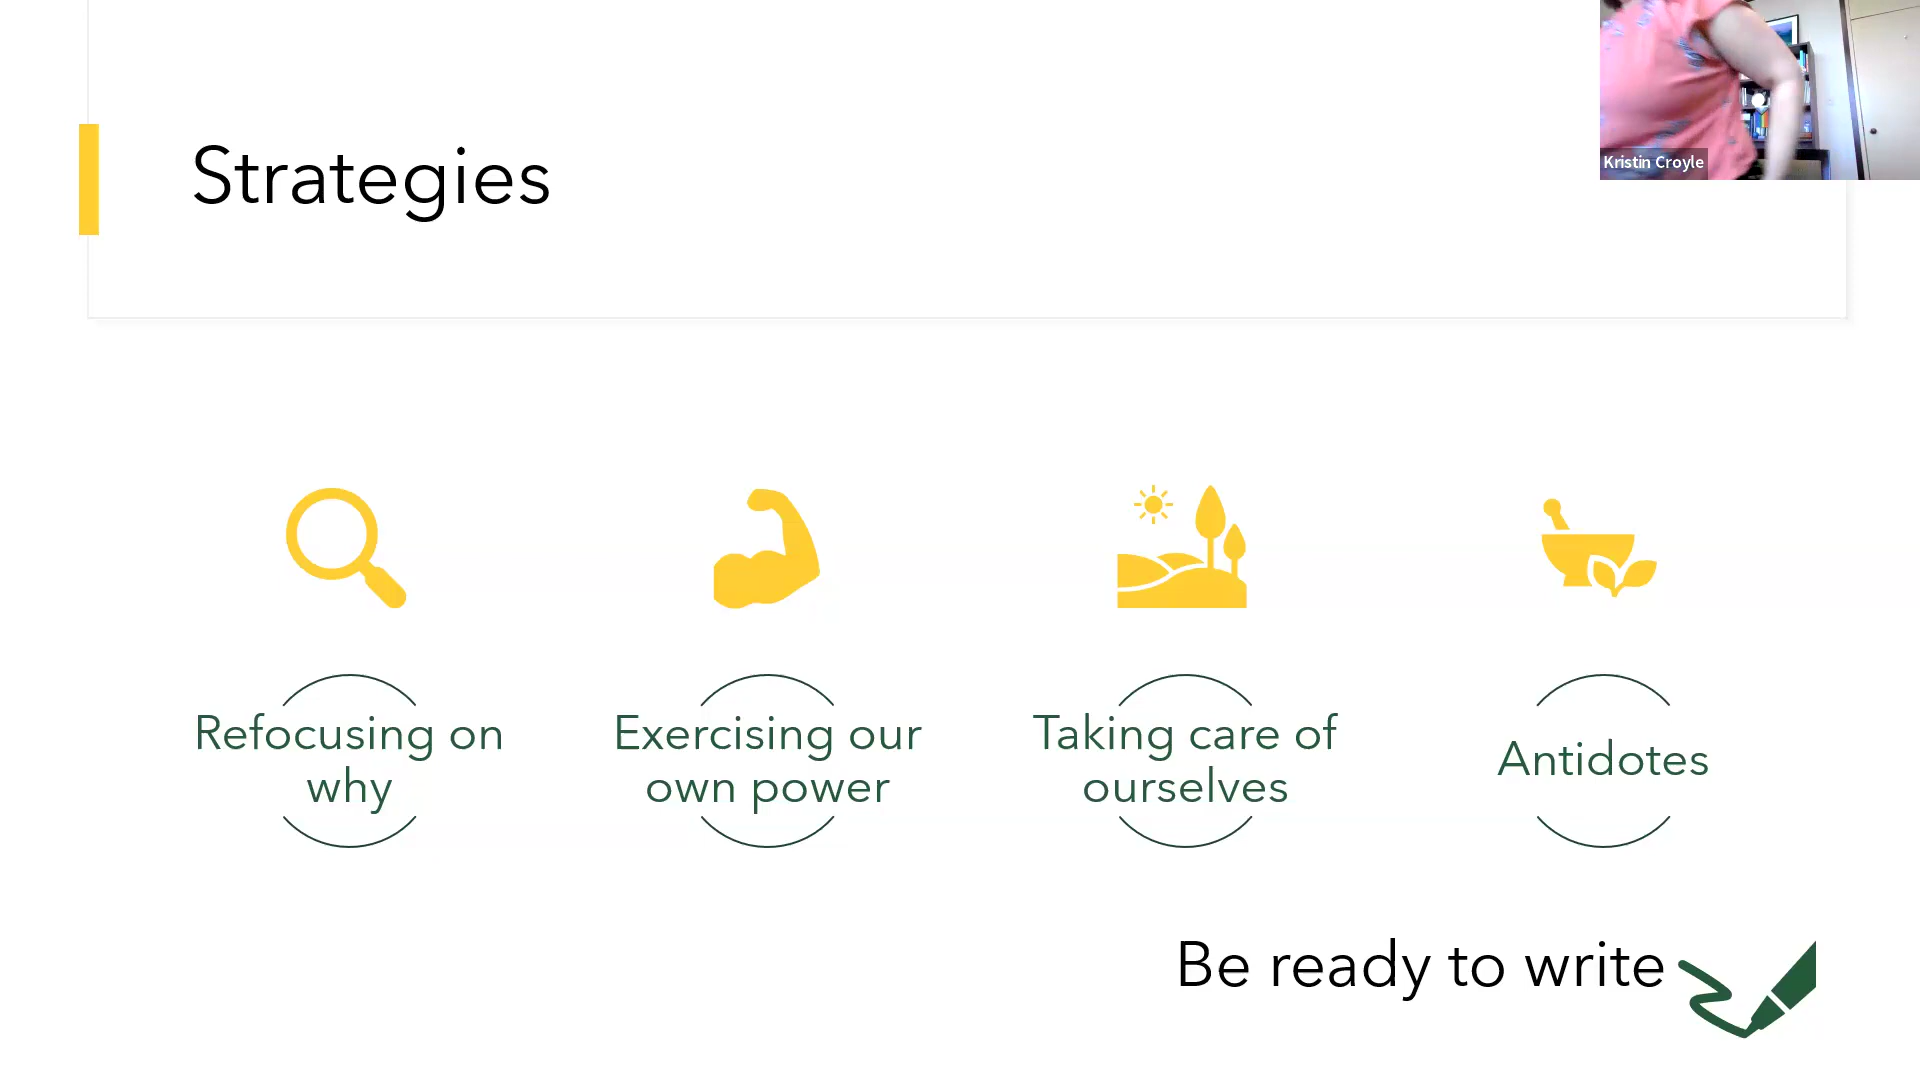 Strategies
Kristin Croyle
Refocusing on
why
Exercising our
own power
Taking care of
ourselves
Antidotes
Be ready to write